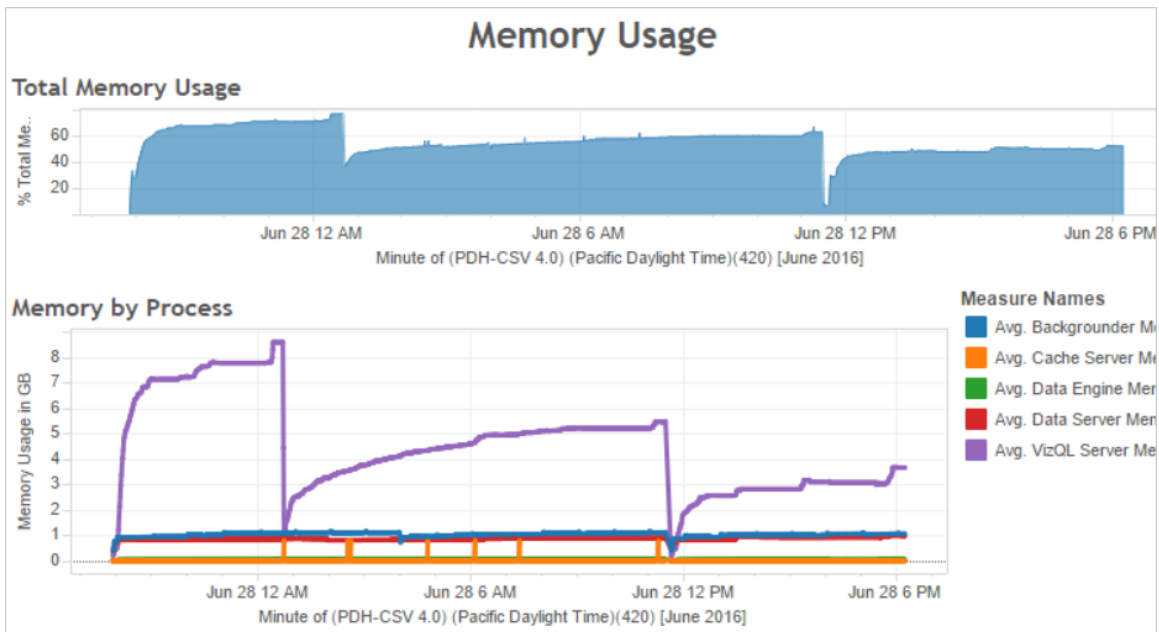 Memory Usage
Total Memory Usage
% Total Me..
60
40
20
Jun 28 12 AM
Jun 28 6 AM
Jun 28 12 PM
Jun 28 6 PM
Minute of (PDH-CSV 4.0) (Pacific Daylight Time)(420) [June 2016]
Memory by Process
Memory Usage in GB
8
7
6
5
4
3
2
1
0
Jun 28 12 AM
Jun 28 6 AM
Jun 28 12 PM
Jun 28 6 PM
Minute of (PDH-CSV 4.0) (Pacific Daylight Time)(420) [June 2016]
Measure Names
Avg. Backgrounder M
Avg. Cache Server Me
Avg. Data Engine Mem
Avg. Data Server Mem
Avg. VizQL Server Me